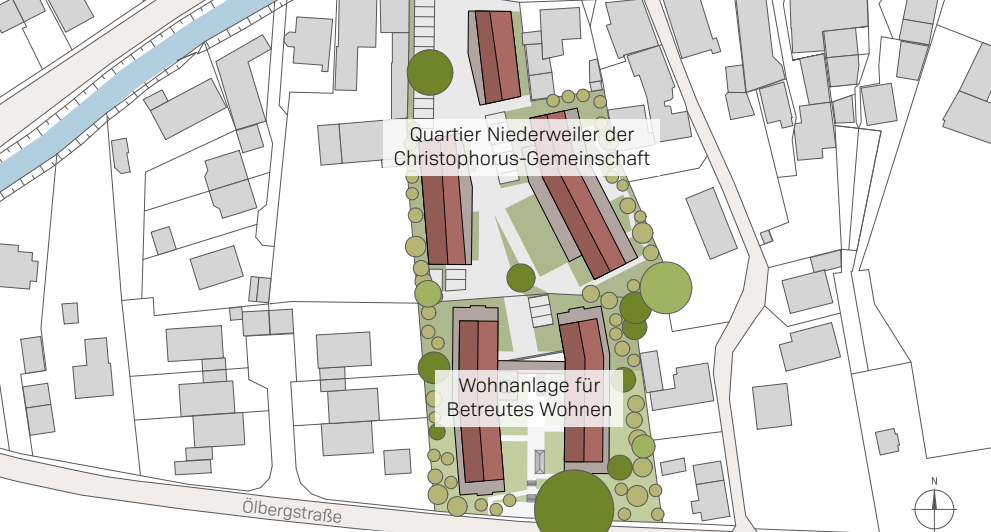 Quartier Niederweiler der
Christophorus-Gemeinschaft
Wohnanlage für
Betreutes Wohnen
Ölbergstraße
N